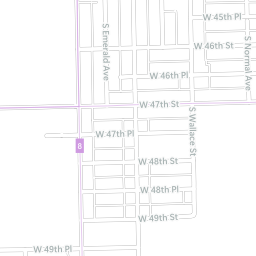 W 45th Pl
S Emerald Ave
S Normal Ave
W 46th St
W 46th Pl
W 47th St
S Wallace St
W 47th Pl
8
W 48th St
W 48th Pl
W 49th St
W 49th Pl